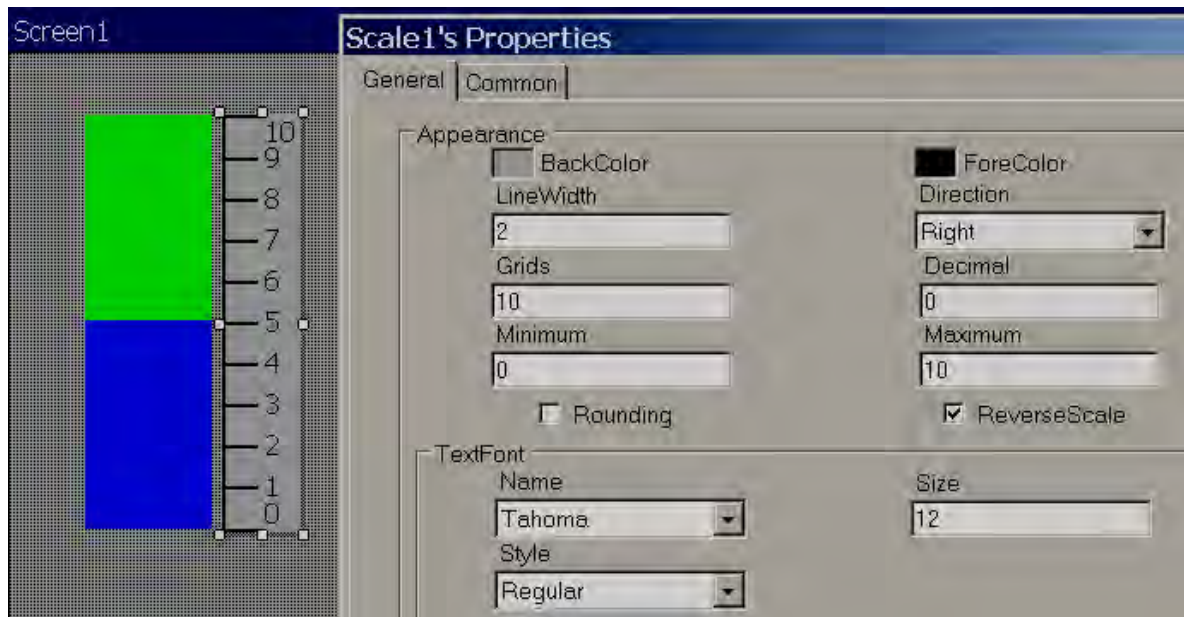 Screen1
10
9
8
7
6
5
4
3
2
1
0
Scale1's Properties
General
Common
Appearance
BackColor
ForeColor
LineWidth
Direction
2
Right
Grids
Decimal
10
0
Minimum
Maximum
0
10
Rounding
ReverseScale
TextFont
Name
Size
Tahoma
12
Style
Regular